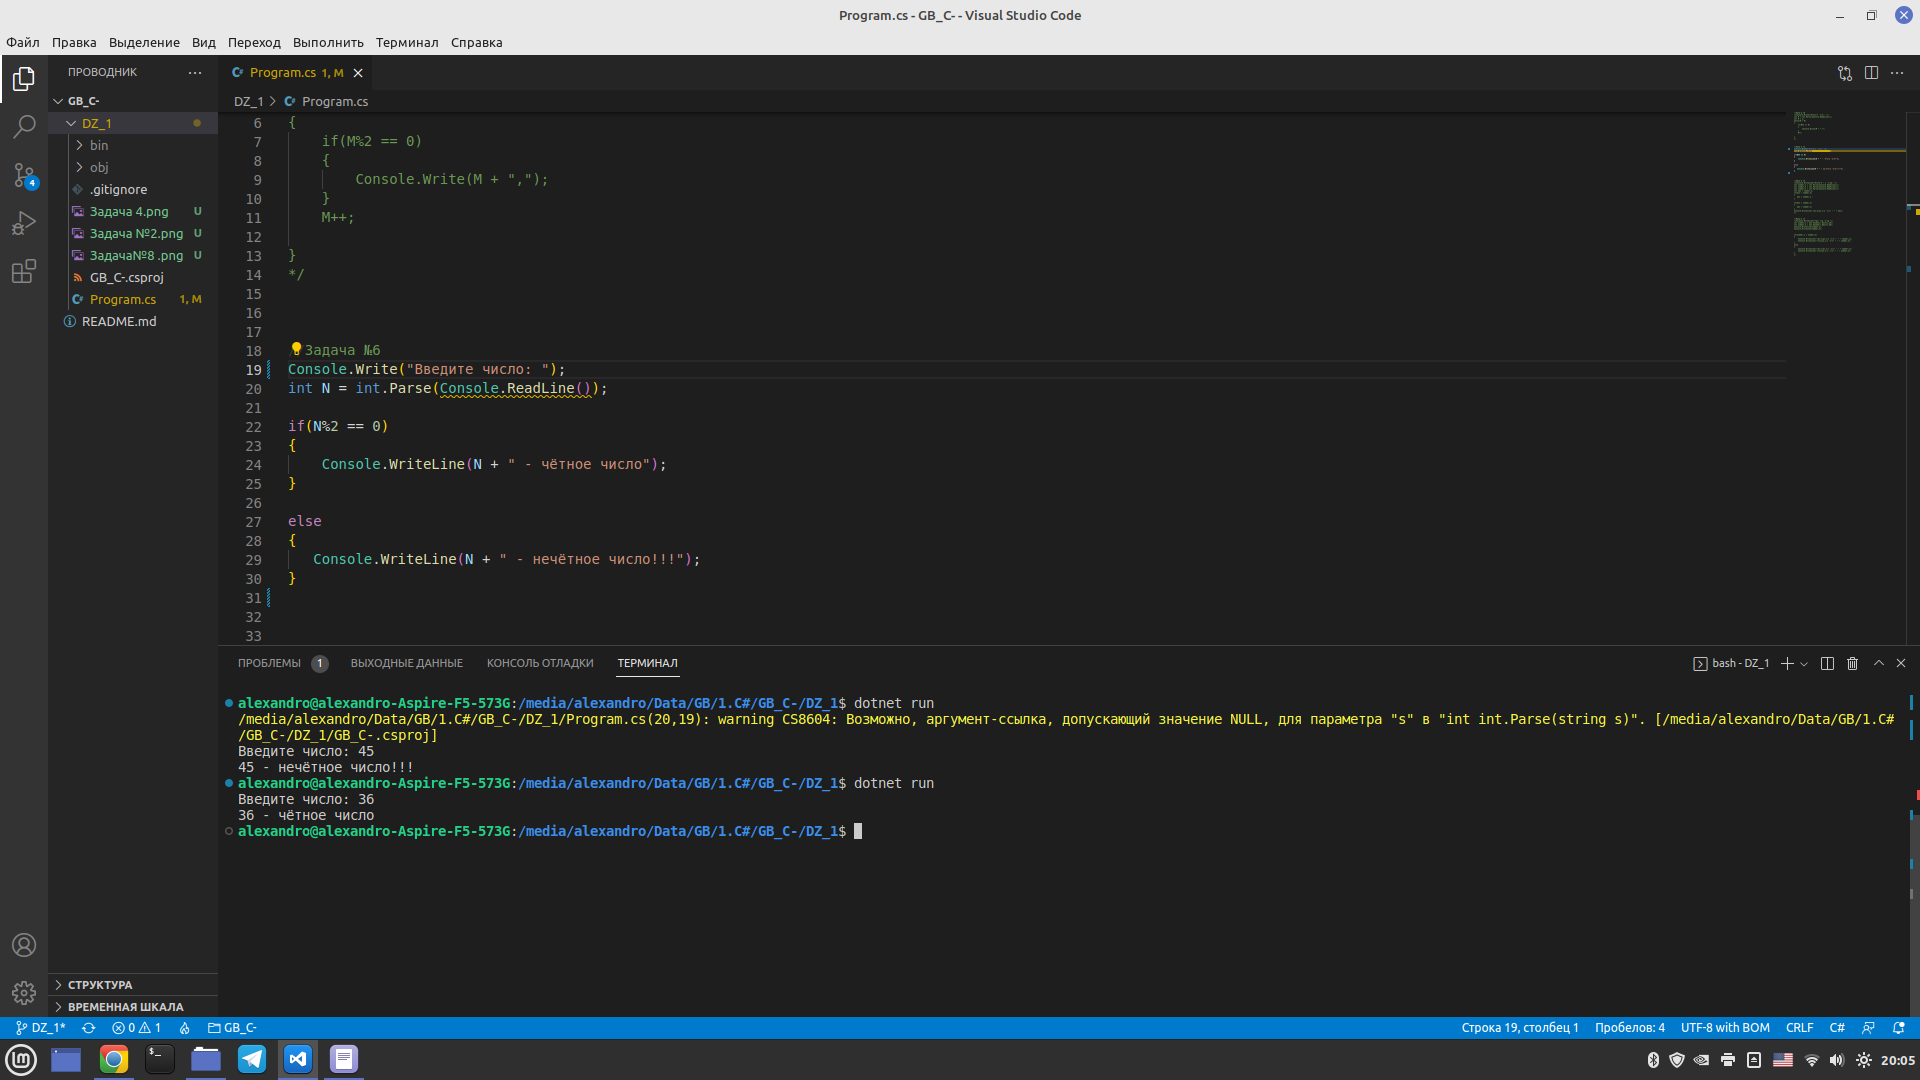 Program.cs - GB_C- - Visual Studio Code
Файл Правка Выделение Вид Переход Выполнить Терминал Справка
ПРОВОДНИК
GB_C-
DZ_1
bin
obj
.gitignore
Задача 4.png U
Задача №2.png U
Задача№8 .png U
GB_C-.csproj
Program.cs 1, M
README.md
СТРУКТУРА
ВРЕМЕННАЯ ШКАЛА
4
Program.cs 1, M
DZ_1 > Program.cs
6 {
7 if(M%2 == 0)
8 {
9 Console.Write(M + ",");
10 }
11 M++;
12
13 }
14 */
15
16
17
18 Задача №6
19 Console.Write("Введите число: ");
20 int N = int.Parse(Console.ReadLine());
21
22 if(N%2 == 0)
23 {
24 Console.WriteLine(N + " - чётное число");
25 }
26
27 else
28 {
29 Console.WriteLine(N + " - нечётное число!!!");
30 }
31
32
33
ПРОБЛЕМЫ 1 ВЫХОДНЫЕ ДАННЫЕ КОНСОЛЬ ОТЛАДКИ ТЕРМИНАЛ
bash - DZ_1
alexandro@alexandro-Aspire-F5-573G:/media/alexandro/Data/GB/1.C#/GB_C-/DZ_1$ dotnet run
/media/alexandro/Data/GB/1.C#/GB_C-/DZ_1/Program.cs(20,19): warning CS8604: Возможно, аргумент-ссылка, допускающий значение NULL, для параметра "s" в "int int.Parse(string s)". [/media/alexandro/Data/GB/1.C#
/GB_C-/DZ_1/GB_C-.csproj]
Введите число: 45
45 - нечётное число!!!
alexandro@alexandro-Aspire-F5-573G:/media/alexandro/Data/GB/1.C#/GB_C-/DZ_1$ dotnet run
Введите число: 36
36 - чётное число
alexandro@alexandro-Aspire-F5-573G:/media/alexandro/Data/GB/1.C#/GB_C-/DZ_1$
DZ_1* 0 1 GB_C-
Строка 19, столбец 1 Пробелов: 4 UTF-8 with BOM CRLF C#
20:05